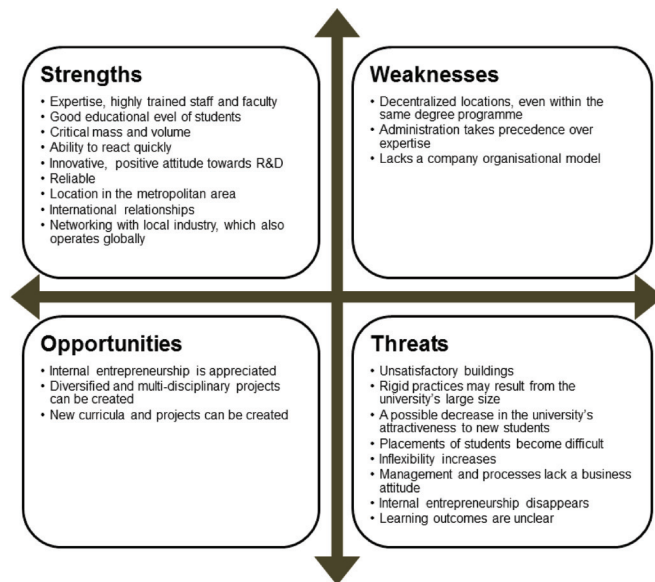 Strengths
• Expertise, highly trained staff and faculty
• Good educational evel of students
• Critical mass and volume
• Ability to react quickly
• Innovative, positive attitude towards R&D
• Reliable
• Location in the metropolitan area
• International relationships
• Networking with local industry, which also
operates globally
Weaknesses
• Decentralized locations, even within the
same degree programme
• Administration takes precedence over
expertise
• Lacks a company organisational model
Opportunities
• Internal entrepreneurship is appreciated
• Diversified and multi-disciplinary projects
can be created
• New curricula and projects can be created
Threats
• Unsatisfactory buildings
• Rigid practices may result from the
university's large size
• A possible decrease in the university's
attractiveness to new students
• Placements of students become difficult
• Inflexibility increases
• Management and processes lack a business
attitude
• Internal entrepreneurship disappears
• Learning outcomes are unclear